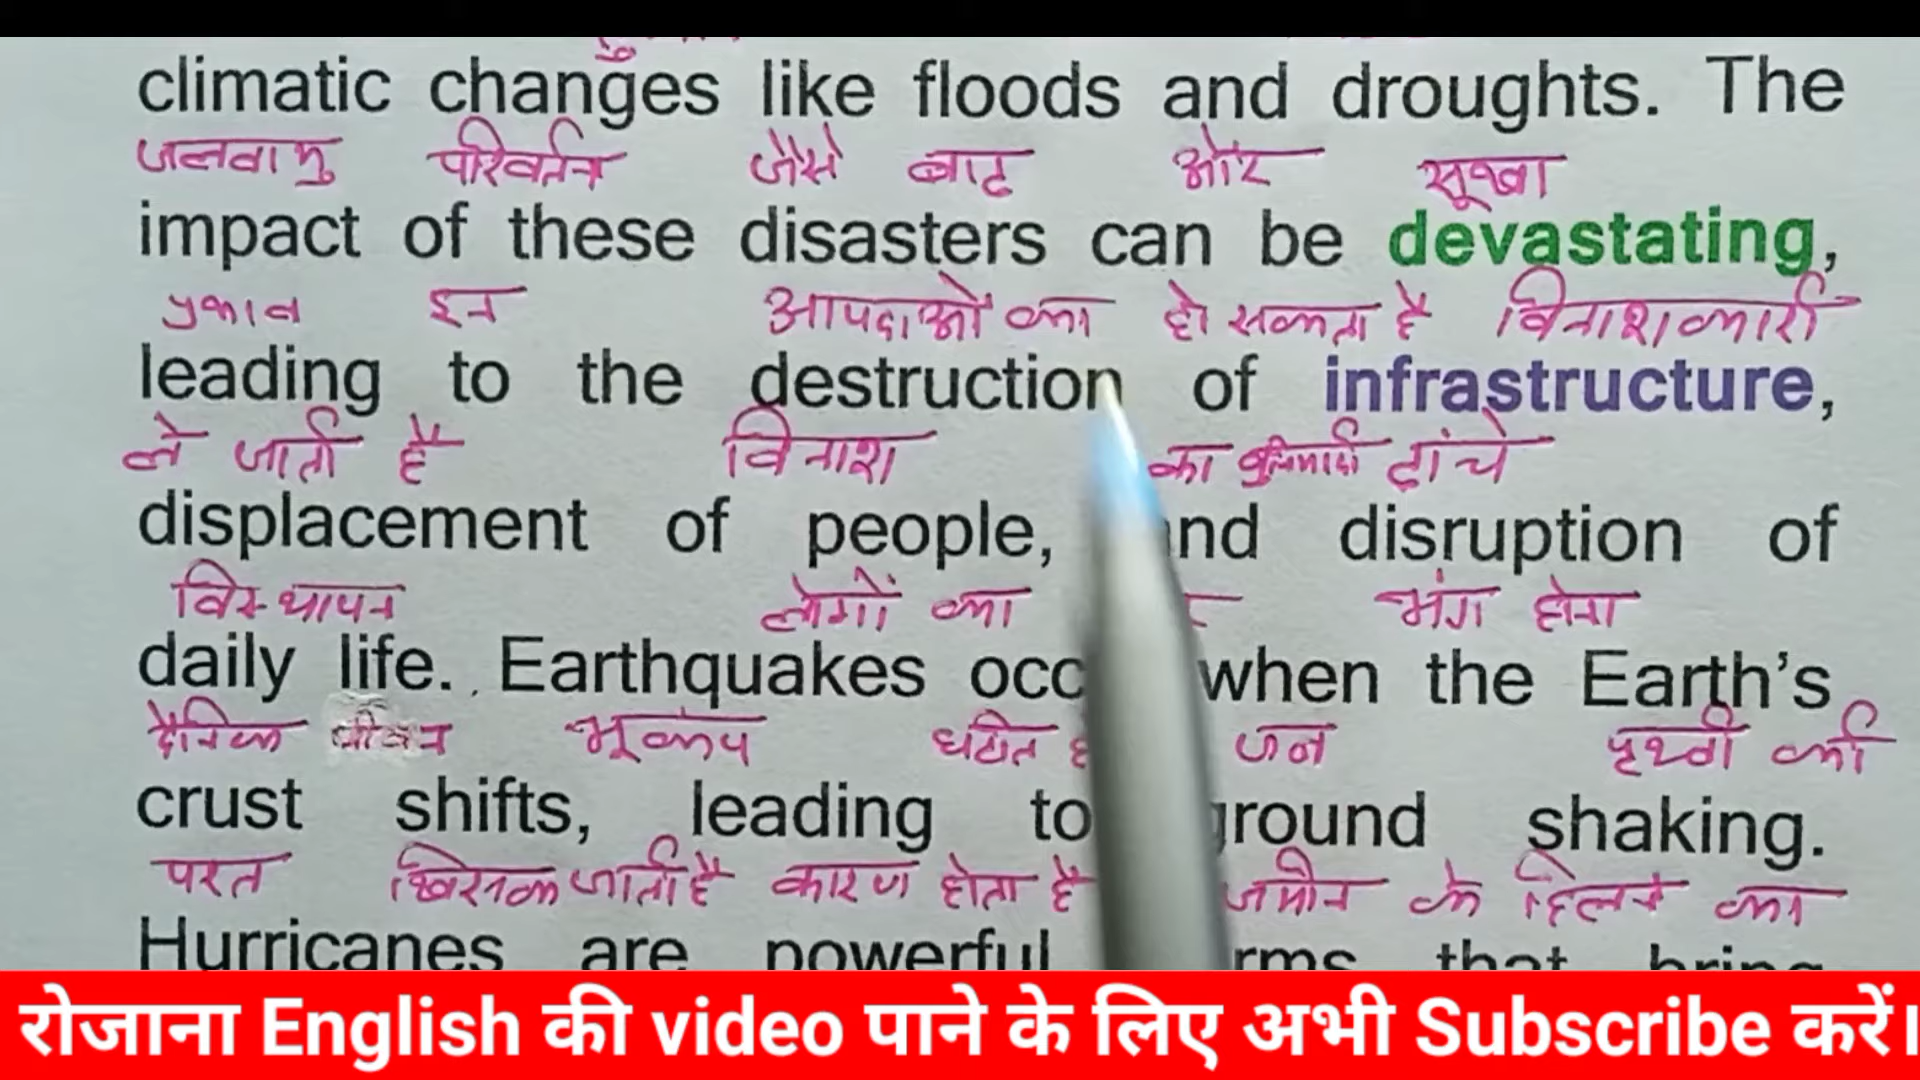 climatic changes like floods and droughts. The
जलवायु परिवर्तन जैसे बाढ़ और सूखा
impact of these disasters can be devastating,
प्रभाव इन आपदाओं का हो सकता है विनाशकारी
leading to the destruction of infrastructure,
ले जाती है विनाश का बुनियादी ढांचे
displacement of people, and disruption of
विस्थापन लोगों का भंग होना
daily life. Earthquakes occ when the Earth's
दैनिक जीवन भूकंप घटित जब पृथ्वी की
crust shifts, leading to ground shaking.
परत खिसक जाती है कारण होता है जमीन के हिलने का
Hurricanes are powerful that bring
रोजाना English की video पाने के लिए अभी Subscribe करें।